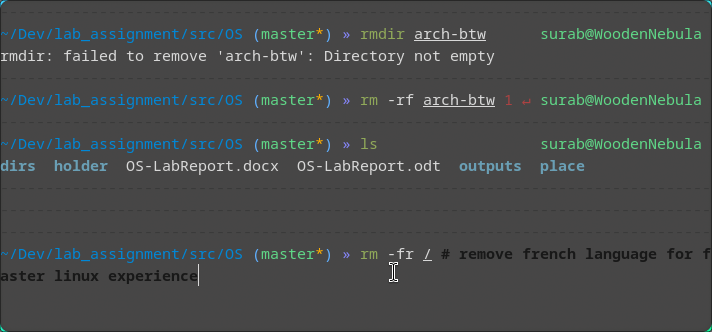 ~/Dev/lab_assignment/src/OS (master*) » rmdir arch-btw surab@WoodenNebula
rmdir: failed to remove 'arch-btw': Directory not empty
~/Dev/lab_assignment/src/OS (master*) » rm -rf arch-btw 1 ↵ surab@WoodenNebula
~/Dev/lab_assignment/src/OS (master*) » ls surab@WoodenNebula
dirs holder OS-LabReport.docx OS-LabReport.odt outputs place
~/Dev/lab_assignment/src/OS (master*) » rm -fr / # remove french language for f
aster linux experience